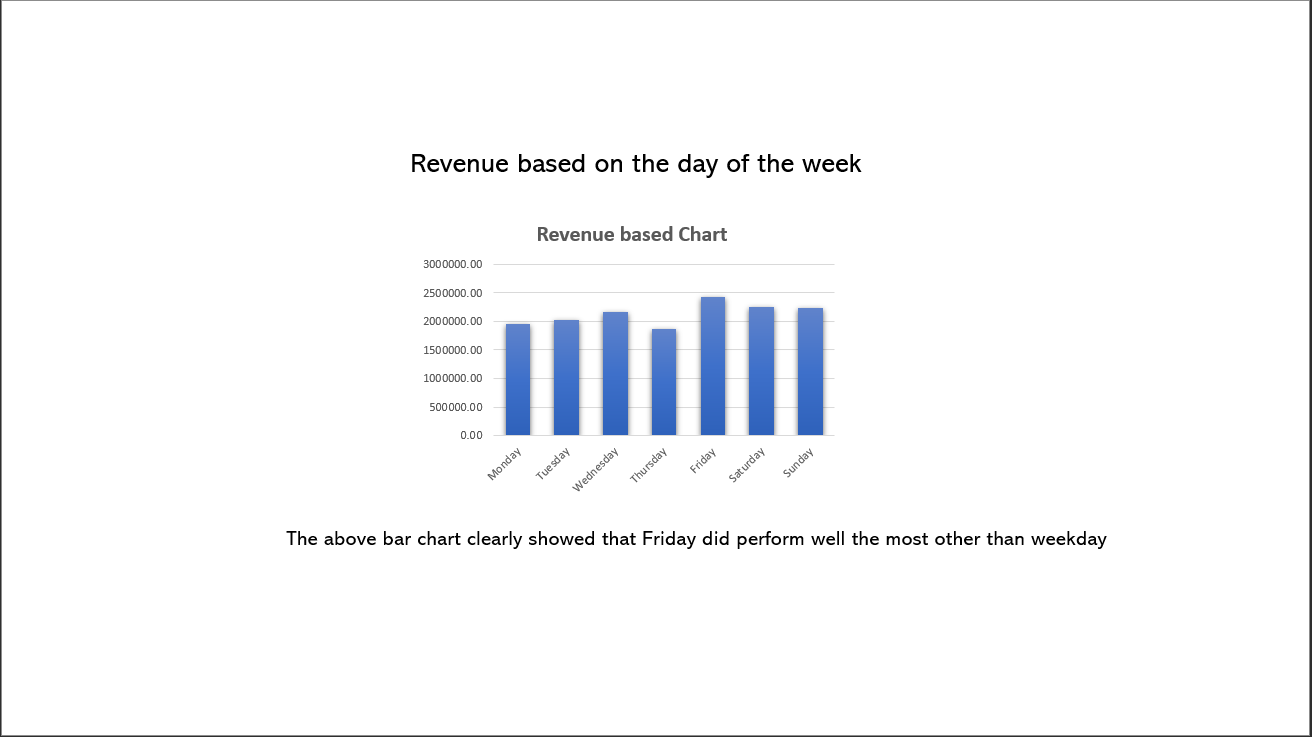 Revenue based on the day of the week
Revenue based Chart
3000000.00
2500000.00
2000000.00
1500000.00
1000000.00
500000.00
0.00
Monday
Tuesday
Wednesday
Thursday
Friday
Saturday
Sunday
The above bar chart clearly showed that Friday did perform well the most other than weekday